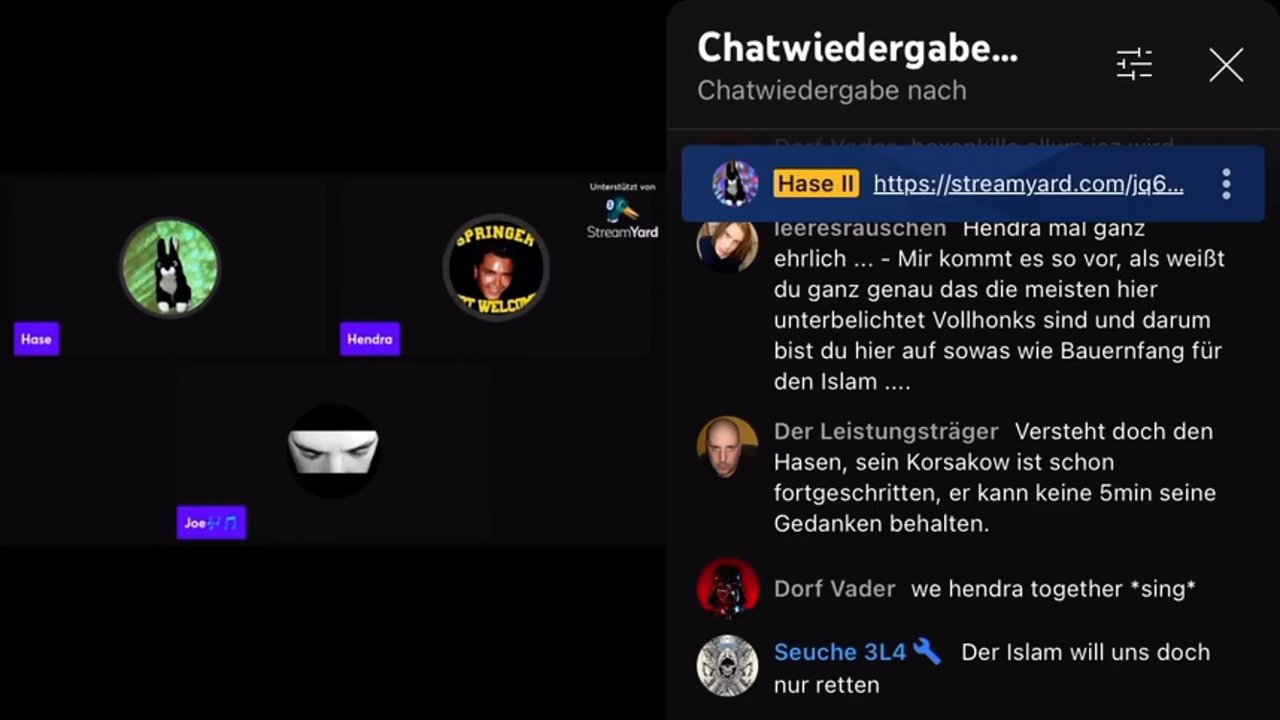 Unterstützt von
StreamYard
SPRINGER
Hase
Hendra
Joe🎶🎵
Chatwiedergabe...
Chatwiedergabe nach
Dorf Vader
Hase II https://streamyard.com/jq6...
leeresrauschen Hendra mal ganz
ehrlich ... - Mir kommt es so vor, als weißt
du ganz genau das die meisten hier
unterbelichtet Vollhonks sind und darum
bist du hier auf sowas wie Bauernfang für
den Islam ....
Der Leistungsträger Versteht doch den
Hasen, sein Korsakow ist schon
fortgeschritten, er kann keine 5min seine
Gedanken behalten.
Dorf Vader we hendra together *sing*
Seuche 3L4🔧 Der Islam will uns doch
nur retten